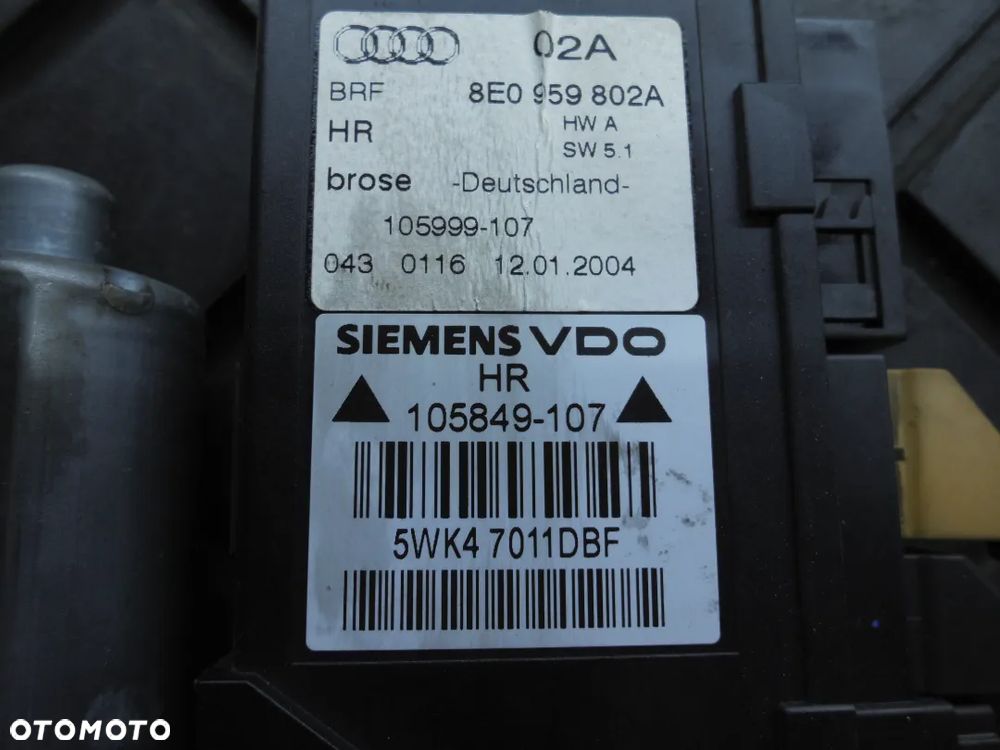 02A
BRF 8E0 959 802A
HR HW A
SW 5.1
brose -Deutschland-
105999-107
043 0116 12.01.2004
SIEMENS VDO
HR
105849-107
5WK4 7011DBF
OTOMOTO